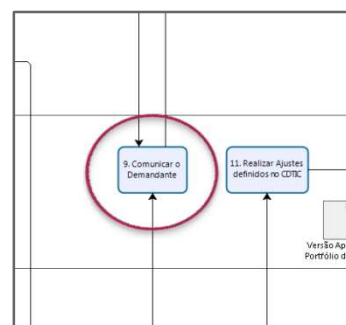 9. Comunicar o
Demandante
11. Realizar Ajustes
definidos no CDTIC
Versão Ap
Portfólio d